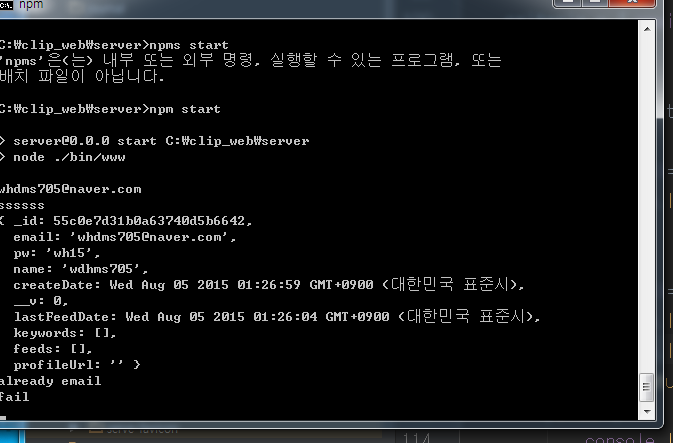 npm
C:₩clip_web₩server>npms start
'npms'은(는) 내부 또는 외부 명령, 실행할 수 있는 프로그램, 또는
배치 파일이 아닙니다.
C:₩clip_web₩server>npm start
> server@0.0.0 start C:₩clip_web₩server
> node ./bin/www
whdms705@naver.com
ssssss
{ _id: 55c0e7d31b0a63740d5b6642,
email: 'whdms705@naver.com',
pw: 'wh15',
name: 'wdhms705',
createDate: Wed Aug 05 2015 01:26:59 GMT+0900 (대한민국 표준시),
__v: 0,
lastFeedDate: Wed Aug 05 2015 01:26:04 GMT+0900 (대한민국 표준시),
keywords: [],
feeds: [],
profileUrl: '' }
already email
fail
114
console